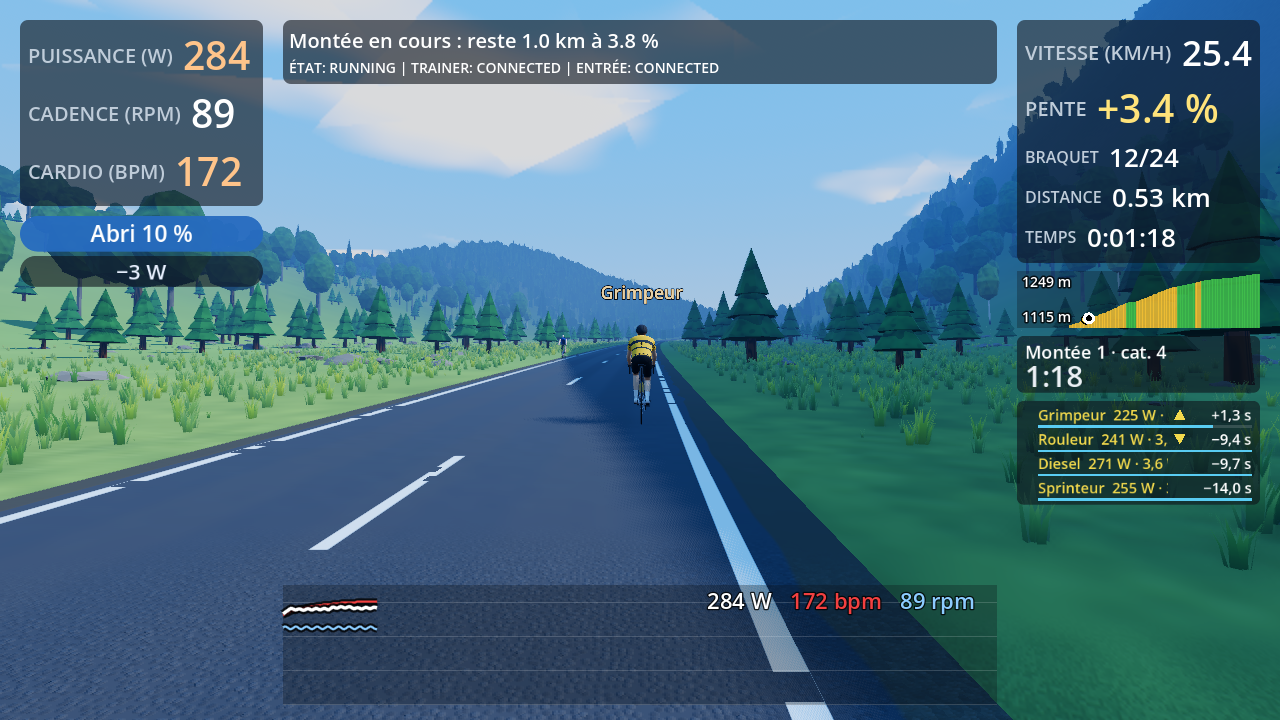 PUISSANCE (W) 284
CADENCE (RPM) 89
CARDIO (BPM) 172
Abri 10 %
−3 W
Montée en cours : reste 1.0 km à 3.8 %
ÉTAT: RUNNING | TRAINER: CONNECTED | ENTRÉE: CONNECTED
VITESSE (KM/H) 25.4
PENTE +3.4 %
BRAQUET 12/24
DISTANCE 0.53 km
TEMPS 0:01:18
1249 m
1115 m
Montée 1 · cat. 4
1:18
Grimpeur 225 W · ▲ +1,3 s
Rouleur 241 W · 3, ▼ −9,4 s
Diesel 271 W · 3,6 −9,7 s
Sprinteur 255 W · −14,0 s
Grimpeur
284 W 172 bpm 89 rpm